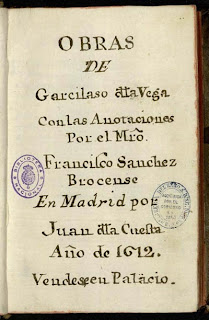 OBRAS
DE
Garcilaso dla Vega
Con las Anotaciones
Por el Mro.
Francisco Sanchez
Brocense
En Madrid por
Juan dla Cuesta
Año de 1612.
Vendese en Palacio.